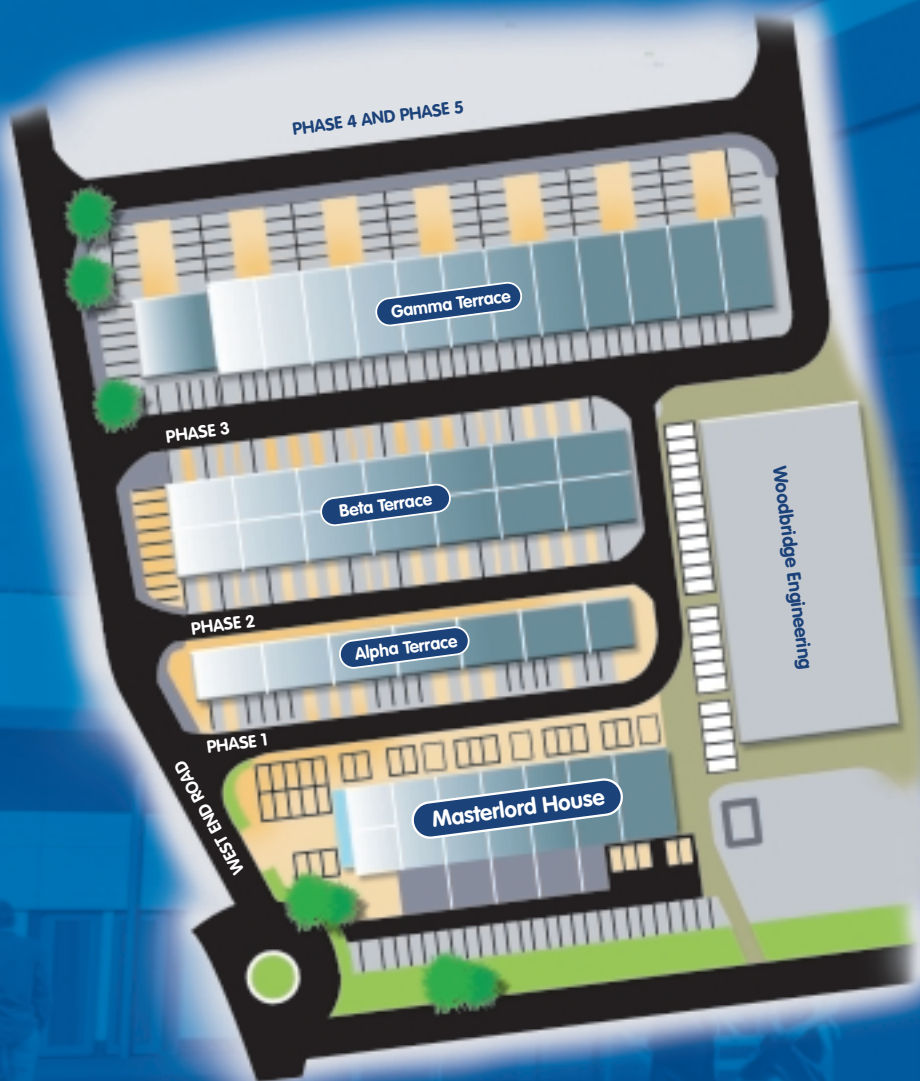 PHASE 4 AND PHASE 5
Gamma Terrace
PHASE 3
Beta Terrace
Woodbridge Engineering
PHASE 2
Alpha Terrace
PHASE 1
WEST END ROAD
Masterlord House